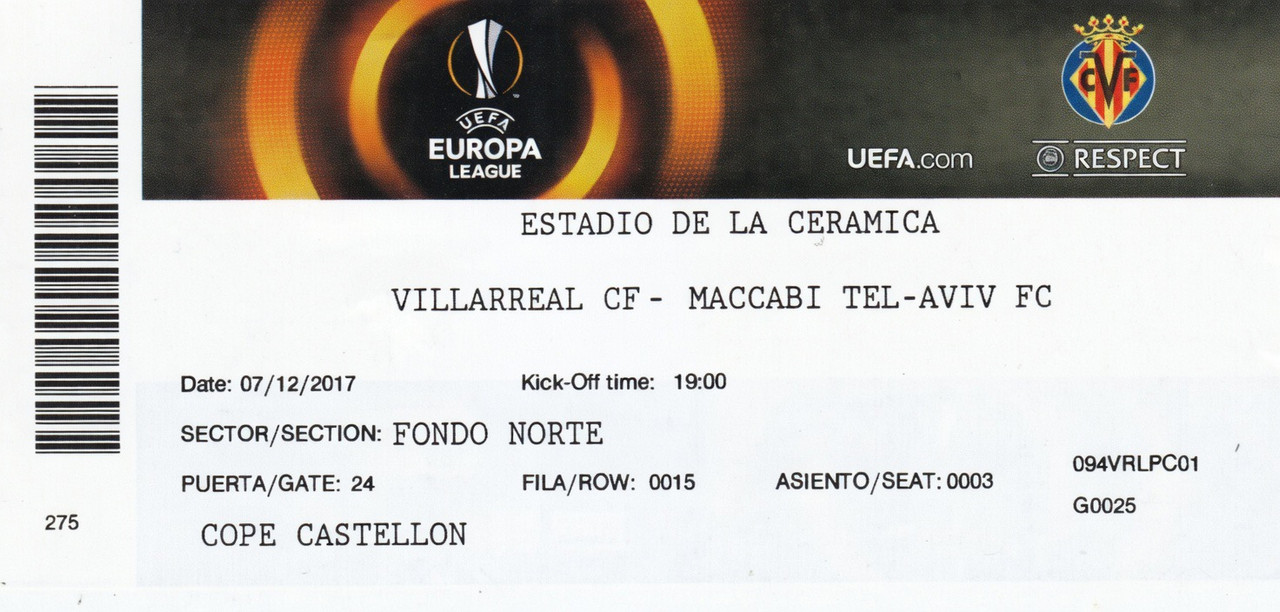 UEFA
EUROPA
LEAGUE
CVF
UEFA.com
RESPECT
ESTADIO DE LA CERAMICA
VILLARREAL CF - MACCABI TEL-AVIV FC
Date: 07/12/2017 Kick-Off time: 19:00
SECTOR/SECTION: FONDO NORTE
PUERTA/GATE: 24 FILA/ROW: 0015 ASIENTO/SEAT: 0003
094VRLPC01
G0025
275
COPE CASTELLON